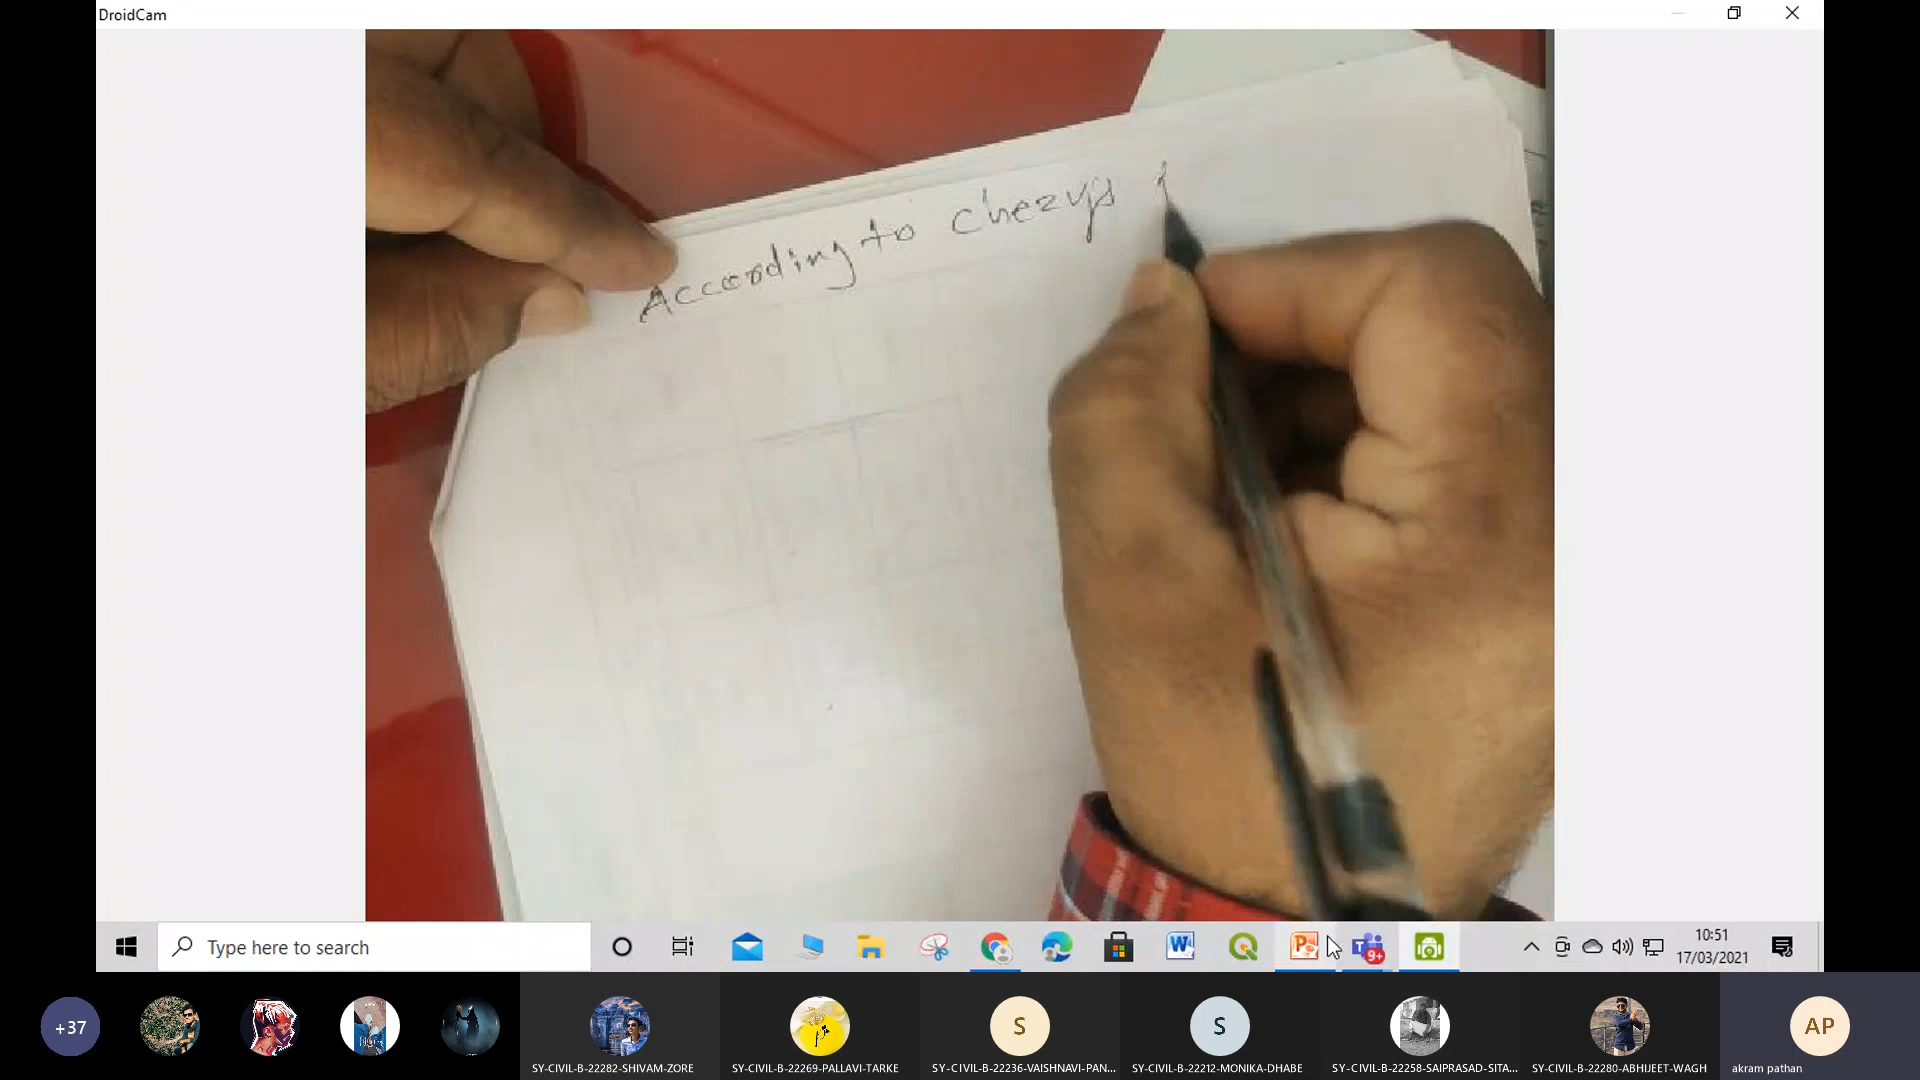 DroidCam
According to Chezys
Type here to search
9+
10:51
17/03/2021
+37
S
S
AP
SY-CIVIL-B-22282-SHIVAM-ZORE
SY-CIVIL-B-22269-PALLAVI-TARKE
SY-CIVIL-B-22236-VAISHNAVI-PAN...
SY-CIVIL-B-22212-MONIKA-DHABE
SY-CIVIL-B-22258-SAIPRASAD-SITA...
SY-CIVIL-B-22280-ABHIJEET-WAGH
akram pathan